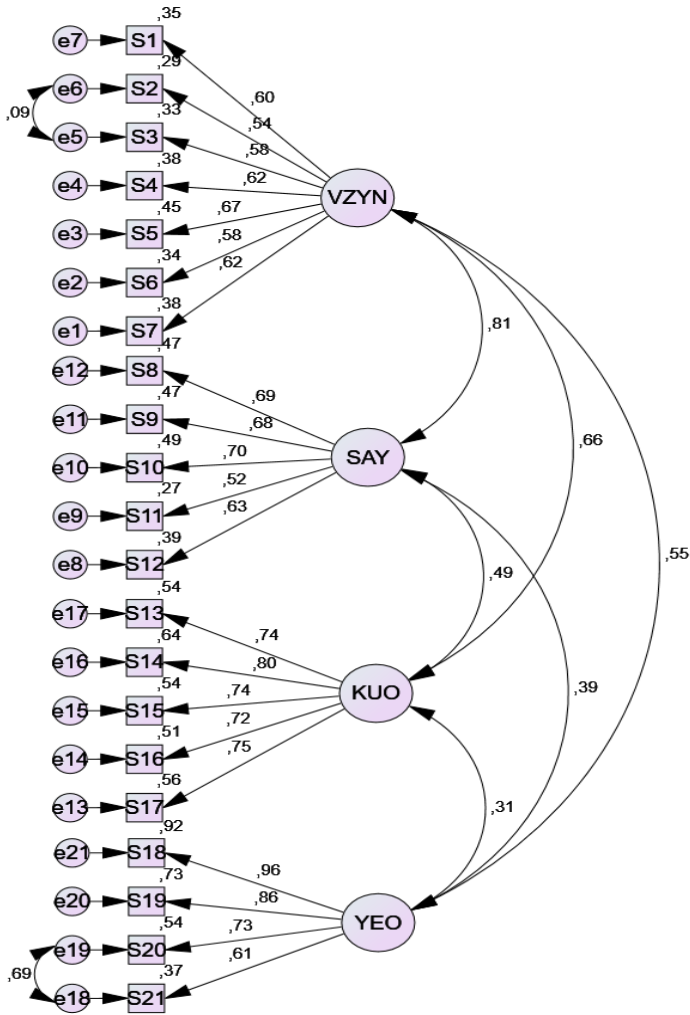 ,35
e7 S1
,29
,60
e6 S2
,09
,33
,54
e5 S3
,58
,38
e4 S4
,62
VZYN
,45
,67
e3 S5
,58
,34
,62
e2 S6
,38
e1 S7
,81
,47
e12 S8
,47
,69
e11 S9
,68
,66
,49
,70
SAY
e10 S10
,27
,52
e9 S11
,63
,39
e8 S12
,55
,49
,54
e17 S13
,64
,74
e16 S14
,80
,54
,74
KUO
,39
e15 S15
,72
,51
,75
e14 S16
,56
e13 S17
,31
,92
e21 S18
,73
,96
e20 S19
,86
,54
,73
YEO
e19 S20
,61
,69
,37
e18 S21